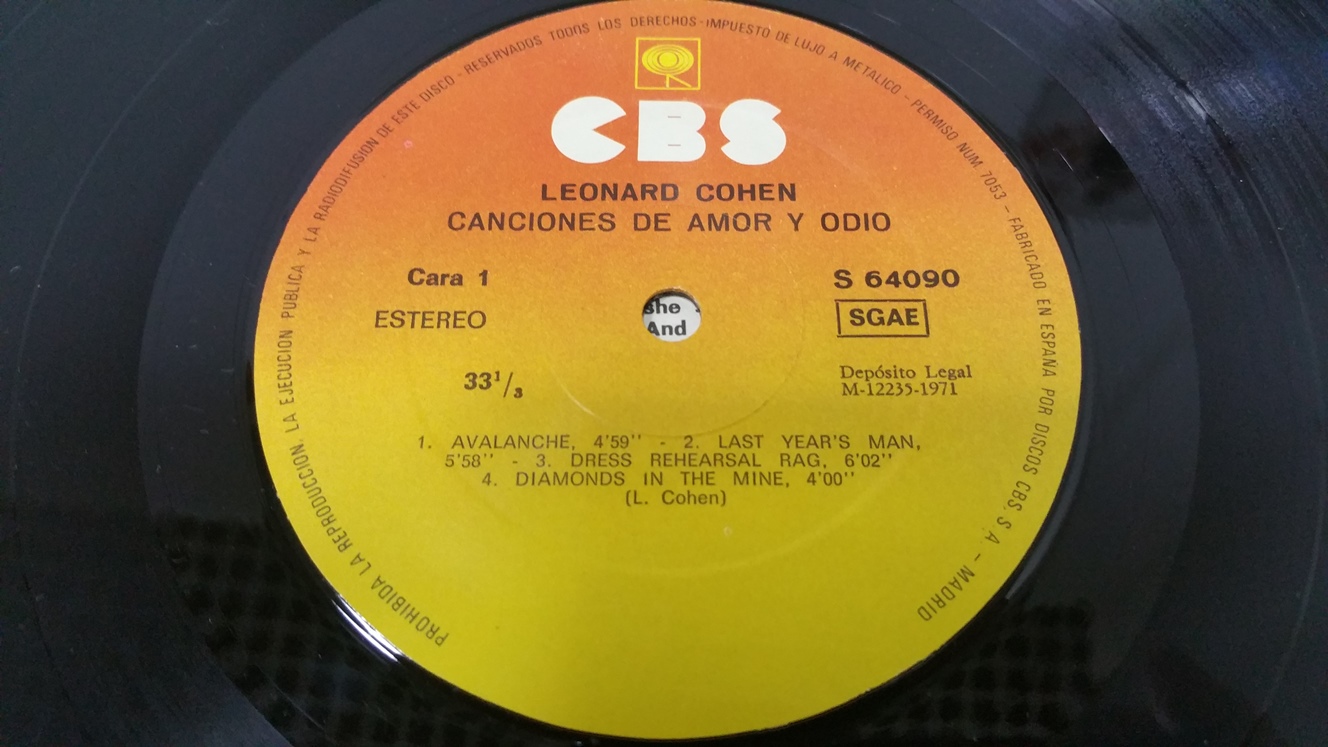 PROHIBIDA LA REPRODUCCION, LA EJECUCION PUBLICA Y LA RADIODIFUSION DE ESTE DISCO - RESERVADOS TODOS LOS DERECHOS - IMPUESTO DE LUJO A METALICO - PERMISO NUM. 7053 - FABRICADO EN ESPAÑA POR DISCOS CBS, S. A. - MADRID
CBS
LEONARD COHEN
CANCIONES DE AMOR Y ODIO
Cara 1
S 64090
ESTEREO
SGAE
she
And
33 1/3
Depósito Legal
M-12235-1971
1. AVALANCHE, 4'59'' - 2. LAST YEAR'S MAN,
5'58'' - 3. DRESS REHEARSAL RAG, 6'02''
4. DIAMONDS IN THE MINE, 4'00''
(L. Cohen)